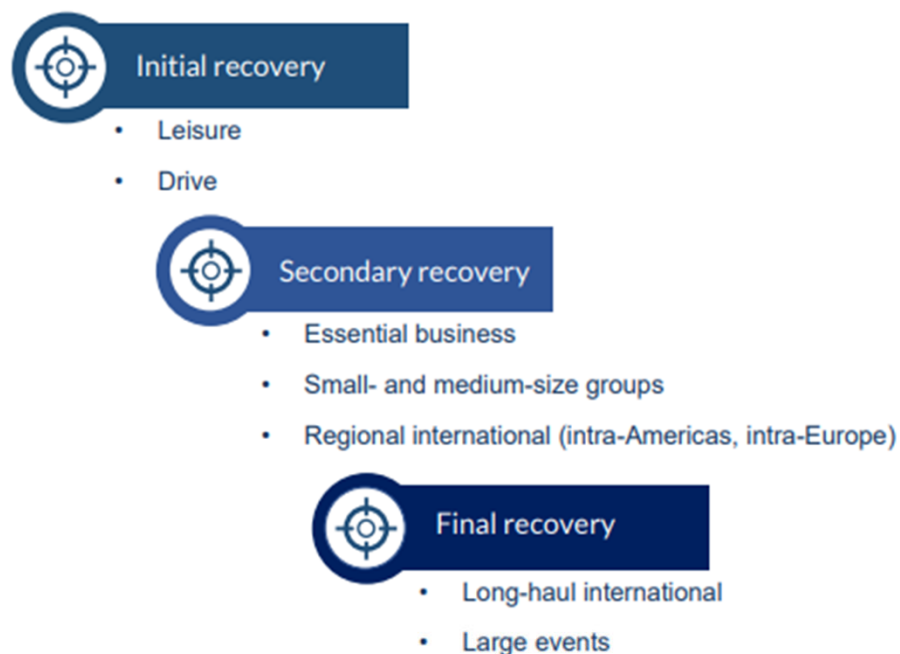 Initial recovery
• Leisure
• Drive
Secondary recovery
• Essential business
• Small- and medium-size groups
• Regional international (intra-Americas, intra-Europe)
Final recovery
• Long-haul international
• Large events